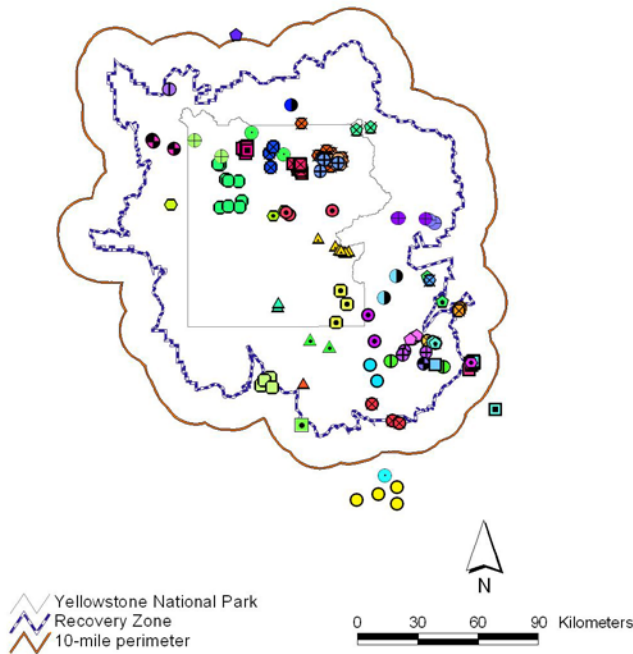 N
Yellowstone National Park
Recovery Zone
10-mile perimeter
0 30 60 90 Kilometers